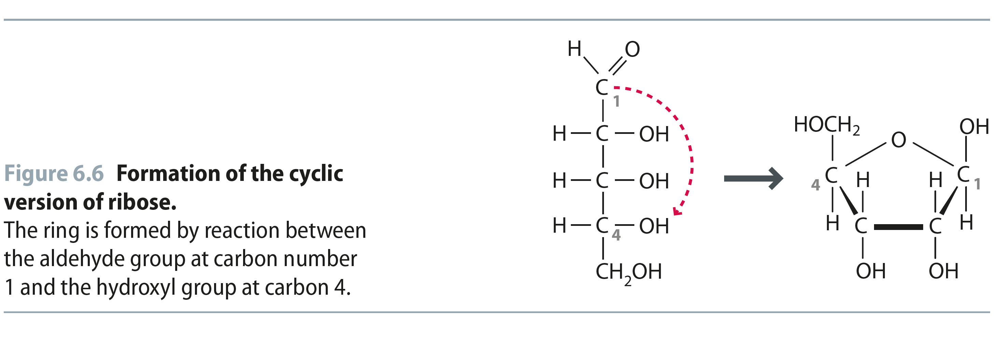 Figure 6.6 Formation of the cyclic
version of ribose.
The ring is formed by reaction between
the aldehyde group at carbon number
1 and the hydroxyl group at carbon 4.
H O
C
1
H C OH
H C OH
H C OH
4
CH₂OH
HOCH₂ O OH
C H H C
4 1
H C C H
OH OH